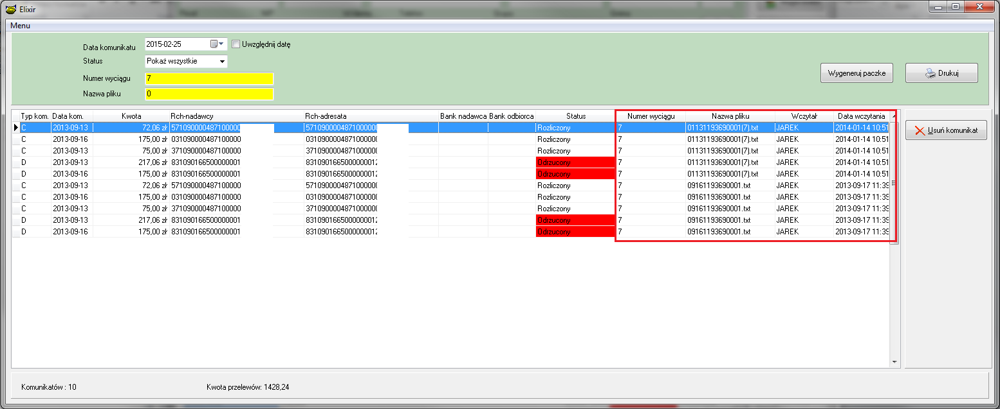 Elixir
Menu
Data komunikatu 2015-02-25 Uwzględnij datę
Status Pokaż wszystkie
Numer wyciągu 7
Nazwa pliku 0
Wygeneruj paczke Drukuj
Typ kom. Data kom. Kwota Rch-nadawcy Rch-adresata Bank nadawca Bank odbiorca Status Numer wyciągu Nazwa pliku Wczytał Data wczytania
C 2013-09-13 72,06 zł 571090000487100000 5710900004871000000 Rozliczony 7 01131193690001(7).txt JAREK 2014-01-14 10:51
C 2013-09-16 175,00 zł 031090000487100000 0310900004871000000 Rozliczony 7 01131193690001(7).txt JAREK 2014-01-14 10:51
C 2013-09-13 75,00 zł 371090000487100000 3710900004871000000 Rozliczony 7 01131193690001(7).txt JAREK 2014-01-14 10:51
D 2013-09-13 217,06 zł 831090166500000001 8310901665000000012 Odrzucony 7 01131193690001(7).txt JAREK 2014-01-14 10:51
D 2013-09-16 175,00 zł 831090166500000001 8310901665000000012 Odrzucony 7 01131193690001(7).txt JAREK 2014-01-14 10:51
C 2013-09-13 72,06 zł 571090000487100000 5710900004871000000 Rozliczony 7 09161193690001.txt JAREK 2013-09-17 11:39
C 2013-09-16 175,00 zł 031090000487100000 0310900004871000000 Rozliczony 7 09161193690001.txt JAREK 2013-09-17 11:39
C 2013-09-13 75,00 zł 371090000487100000 3710900004871000000 Rozliczony 7 09161193690001.txt JAREK 2013-09-17 11:39
D 2013-09-13 217,06 zł 831090166500000001 8310901665000000012 Odrzucony 7 09161193690001.txt JAREK 2013-09-17 11:39
D 2013-09-16 175,00 zł 831090166500000001 8310901665000000012 Odrzucony 7 09161193690001.txt JAREK 2013-09-17 11:39
Usuń komunikat
Komunikatów : 10 Kwota przelewów: 1428,24